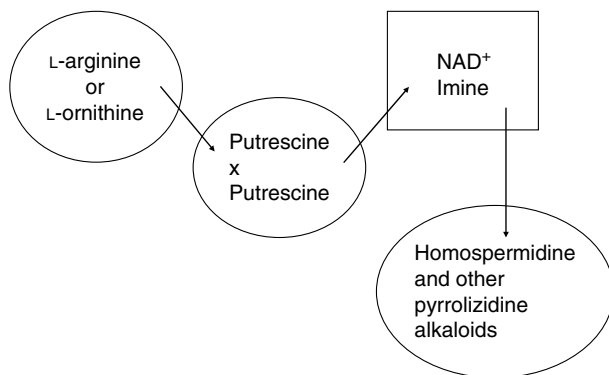 L-arginine
or
L-ornithine
Putrescine
x
Putrescine
NAD⁺
Imine
Homospermidine
and other
pyrrolizidine
alkaloids